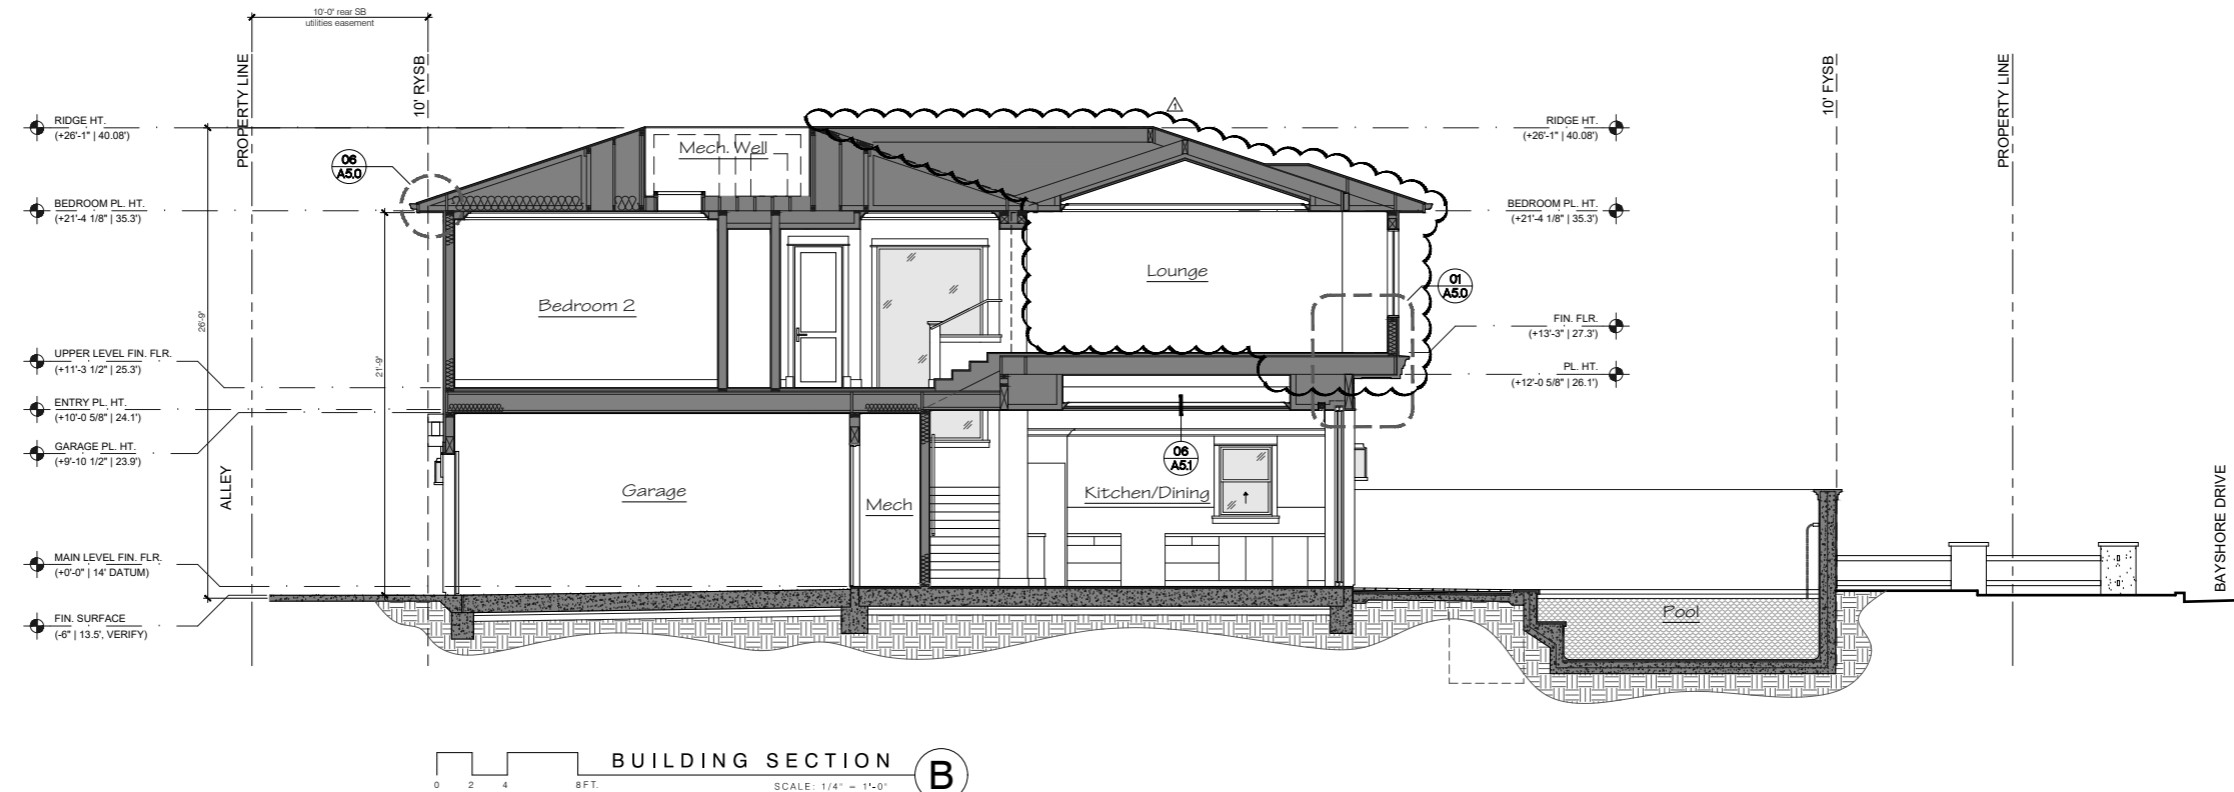 10'-0" rear SB
utilities easement
PROPERTY LINE
10' RYSB
10' FYSB
PROPERTY LINE
1
RIDGE HT.
(+26'-1" | 40.08')
Mech. Well
RIDGE HT.
(+26'-1" | 40.08')
06
A5.0
BEDROOM PL. HT.
(+21'-4 1/8" | 35.3')
BEDROOM PL. HT.
(+21'-4 1/8" | 35.3')
Lounge
01
A5.0
Bedroom 2
26'-9"
21'-9"
FIN. FLR.
(+13'-3" | 27.3')
UPPER LEVEL FIN. FLR.
(+11'-3 1/2" | 25.3')
PL. HT.
(+12'-0 5/8" | 26.1')
ENTRY PL. HT.
(+10'-0 5/8" | 24.1')
GARAGE PL. HT.
(+9'-10 1/2" | 23.9')
06
A5.1
ALLEY
Garage
Mech
Kitchen/Dining
BAYSHORE DRIVE
MAIN LEVEL FIN. FLR.
(+0'-0" | 14' DATUM)
FIN. SURFACE
(-6" | 13.5', VERIFY)
Pool
BUILDING SECTION
B
0 2 4 8FT.
SCALE: 1/4" = 1'-0"